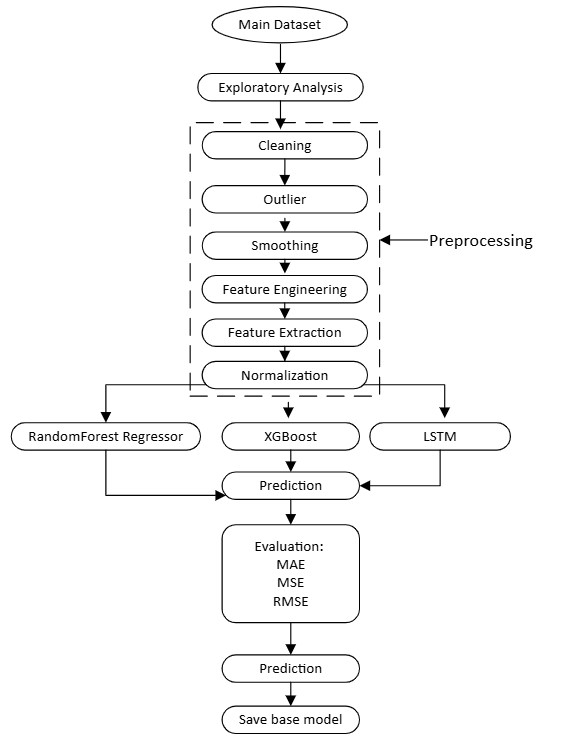 Main Dataset
Exploratory Analysis
Cleaning
Outlier
Smoothing
Preprocessing
Feature Engineering
Feature Extraction
Normalization
RandomForest Regressor
XGBoost
LSTM
Prediction
Evaluation:
MAE
MSE
RMSE
Prediction
Save base model